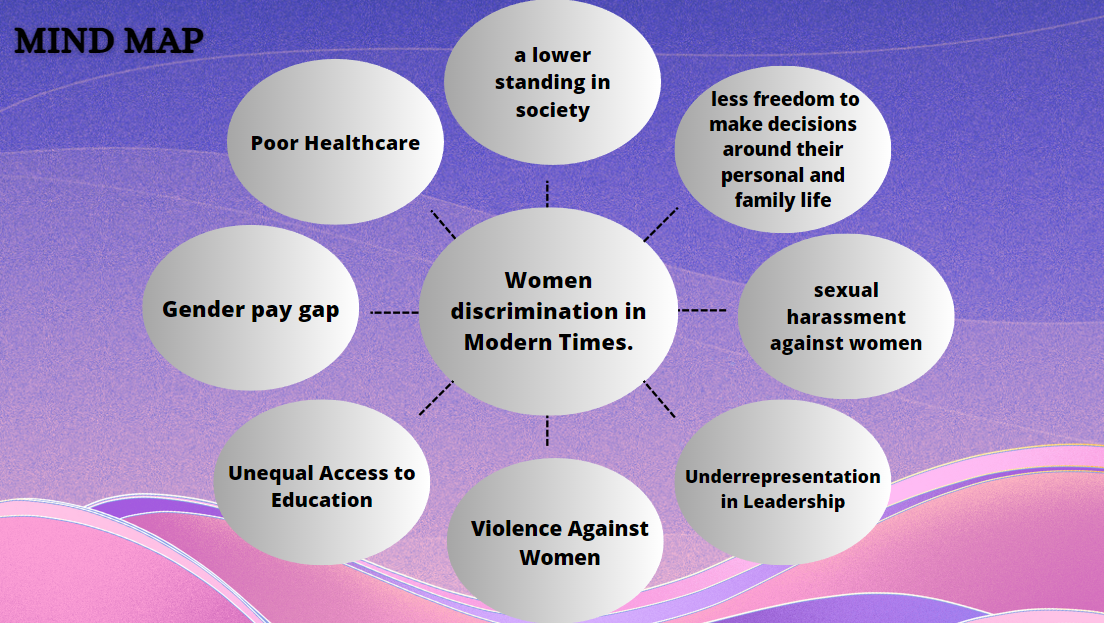 MIND MAP
a lower
standing in
society
less freedom to
make decisions
around their
personal and
family life
Poor Healthcare
Women
discrimination in
Modern Times.
Gender pay gap
sexual
harassment
against women
Unequal Access to
Education
Violence Against
Women
Underrepresentation
in Leadership